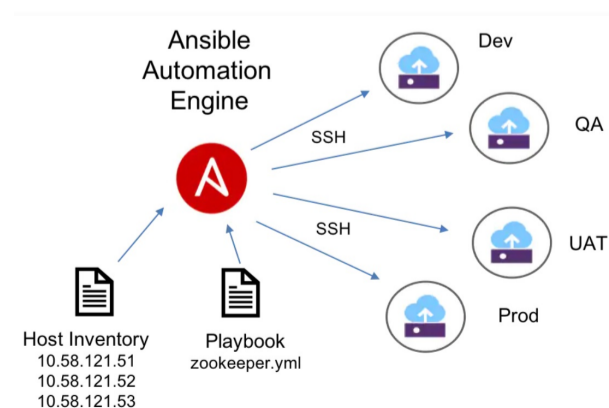 Ansible
Automation
Engine
Dev
SSH
QA
SSH
UAT
Prod
Host Inventory
10.58.121.51
10.58.121.52
10.58.121.53
Playbook
zookeeper.yml